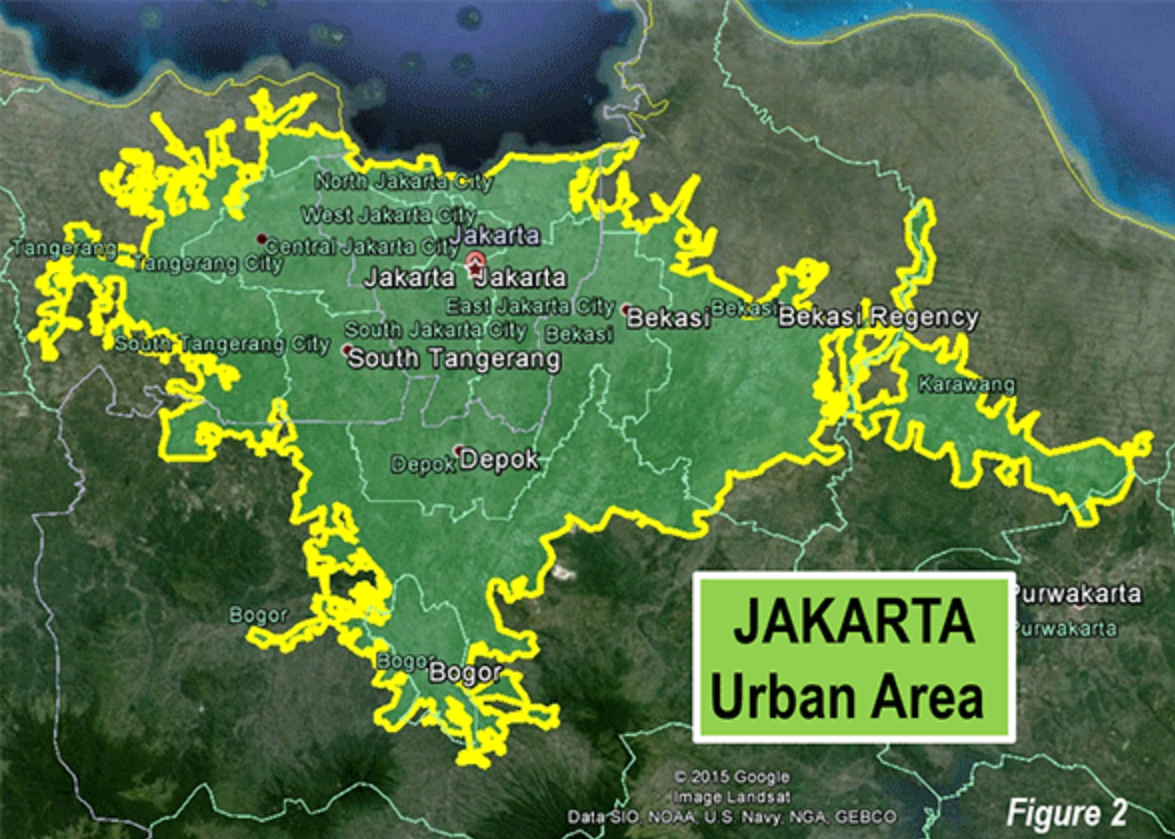 North Jakarta City
West Jakarta City
Jakarta
Tangerang
Central Jakarta City
Tangerang City
Jakarta
Jakarta
East Jakarta City
Bekasi
Bekasi
Bekasi Regency
South Jakarta City
Bekasi
South Tangerang City
South Tangerang
Karawang
Depok
Depok
Purwakarta
Bogor
Purwakarta
JAKARTA
Urban Area
Bogor
Bogor
© 2015 Google
Image Landsat
Data SIO, NOAA, U.S. Navy, NGA, GEBCO
Figure 2